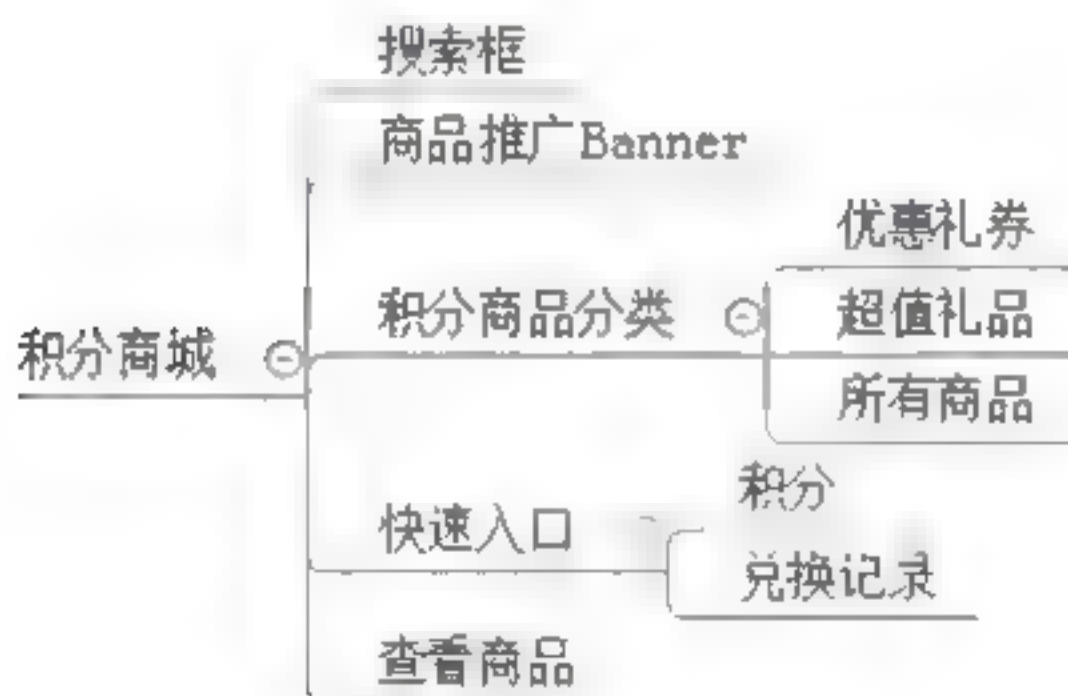 搜索框
商品推广Banner
优惠礼券
积分商品分类
超值礼品
积分商城
所有商品
积分
快速入口
兑换记录
查看商品